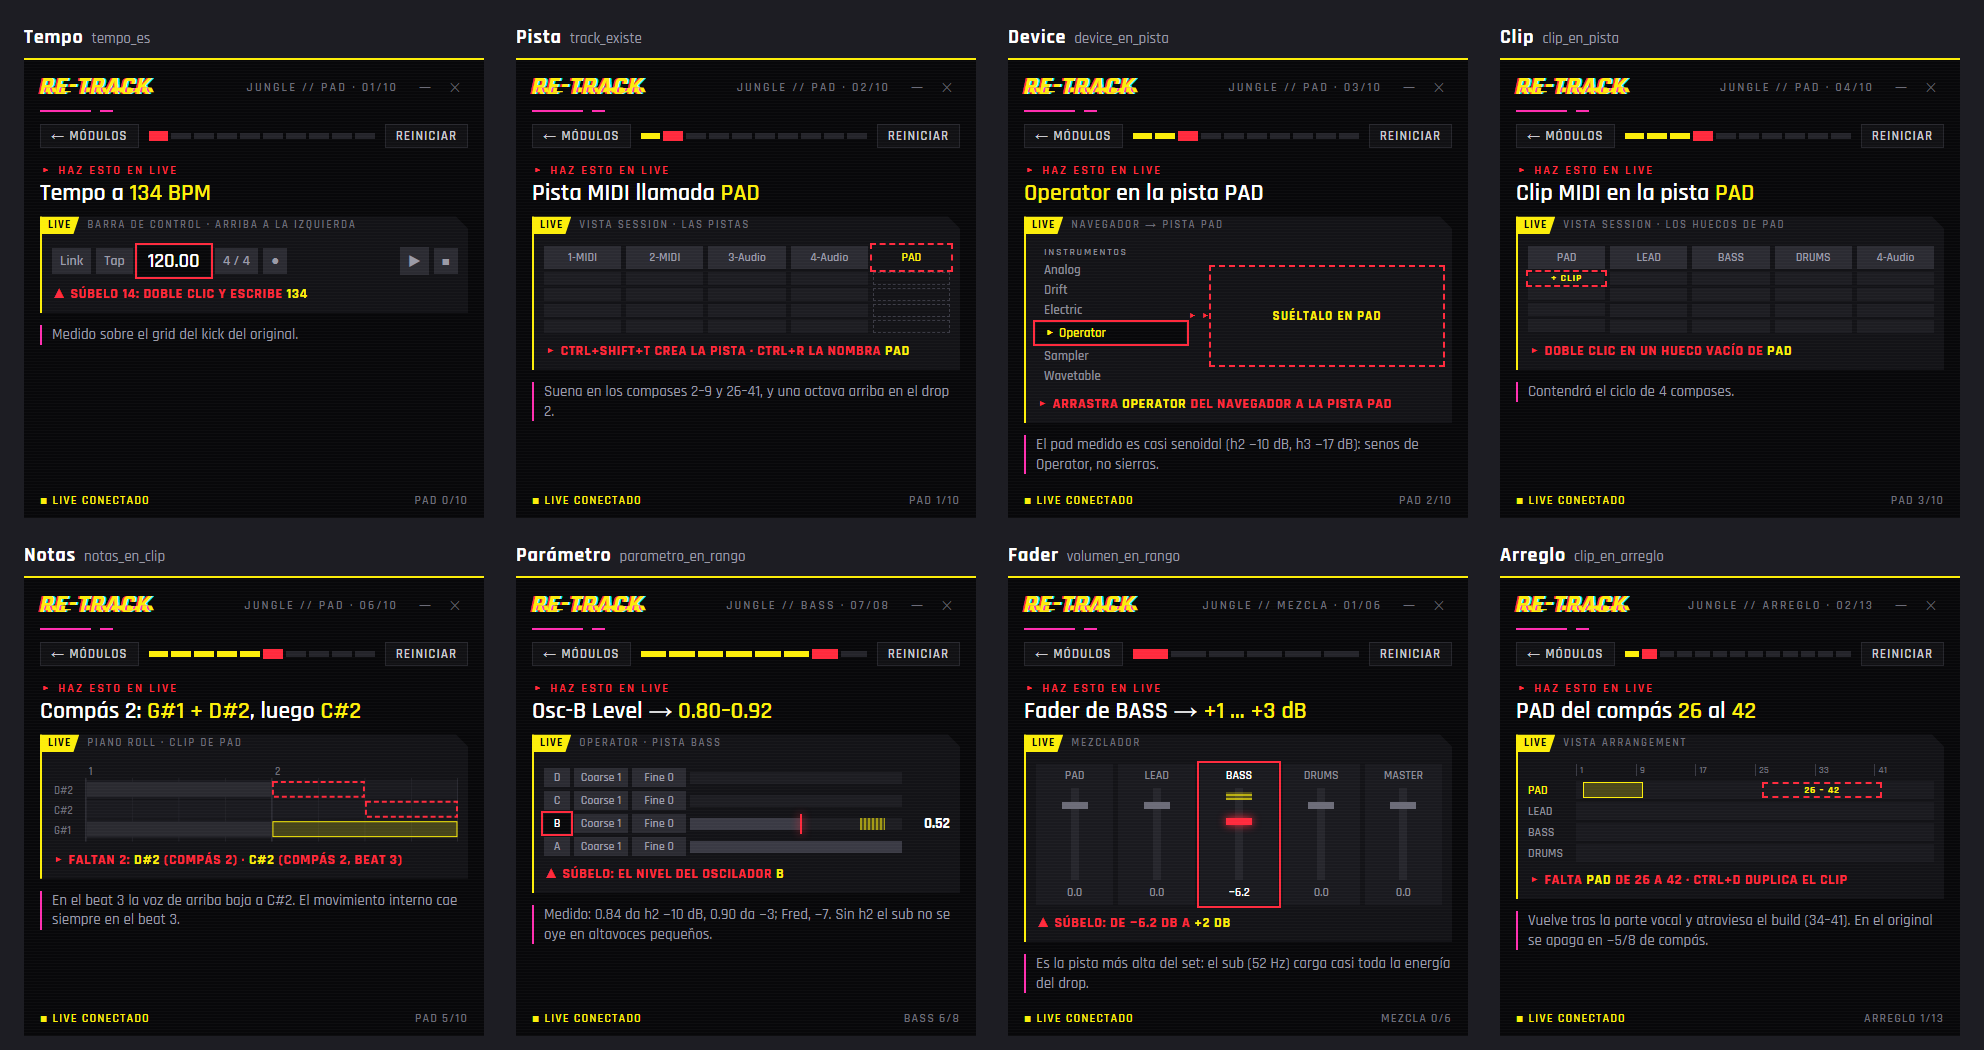 Tempo tempo_es
RE-TRACK JUNGLE // PAD · 01/10 — ×
← MÓDULOS REINICIAR
► HAZ ESTO EN LIVE
Tempo a 134 BPM
LIVE BARRA DE CONTROL · ARRIBA A LA IZQUIERDA
Link Tap 120.00 4 / 4 ● ▶ ■
▲ SÚBELO 14: DOBLE CLIC Y ESCRIBE 134
Medido sobre el grid del kick del original.
■ LIVE CONECTADO PAD 0/10
Pista track_existe
RE-TRACK JUNGLE // PAD · 02/10 — ×
← MÓDULOS REINICIAR
► HAZ ESTO EN LIVE
Pista MIDI llamada PAD
LIVE VISTA SESSION · LAS PISTAS
1-MIDI 2-MIDI 3-Audio 4-Audio PAD
► CTRL+SHIFT+T CREA LA PISTA · CTRL+R LA NOMBRA PAD
Suena en los compases 2–9 y 26–41, y una octava arriba en el drop
2.
■ LIVE CONECTADO PAD 1/10
Device device_en_pista
RE-TRACK JUNGLE // PAD · 03/10 — ×
← MÓDULOS REINICIAR
► HAZ ESTO EN LIVE
Operator en la pista PAD
LIVE NAVEGADOR → PISTA PAD
INSTRUMENTOS
Analog
Drift
Electric
► Operator
Sampler
Wavetable
SUÉLTALO EN PAD
► ARRASTRA OPERATOR DEL NAVEGADOR A LA PISTA PAD
El pad medido es casi senoidal (h2 −10 dB, h3 −17 dB): senos de
Operator, no sierras.
■ LIVE CONECTADO PAD 2/10
Clip clip_en_pista
RE-TRACK JUNGLE // PAD · 04/10 — ×
← MÓDULOS REINICIAR
► HAZ ESTO EN LIVE
Clip MIDI en la pista PAD
LIVE VISTA SESSION · LOS HUECOS DE PAD
PAD LEAD BASS DRUMS 4-Audio
+ CLIP
► DOBLE CLIC EN UN HUECO VACÍO DE PAD
Contendrá el ciclo de 4 compases.
■ LIVE CONECTADO PAD 3/10
Notas notas_en_clip
RE-TRACK JUNGLE // PAD · 06/10 — ×
← MÓDULOS REINICIAR
► HAZ ESTO EN LIVE
Compás 2: G#1 + D#2, luego C#2
LIVE PIANO ROLL · CLIP DE PAD
1 2
D#2
C#2
G#1
► FALTAN 2: D#2 (COMPÁS 2) · C#2 (COMPÁS 2, BEAT 3)
En el beat 3 la voz de arriba baja a C#2. El movimiento interno cae
siempre en el beat 3.
■ LIVE CONECTADO PAD 5/10
Parámetro parametro_en_rango
RE-TRACK JUNGLE // BASS · 07/08 — ×
← MÓDULOS REINICIAR
► HAZ ESTO EN LIVE
Osc-B Level → 0.80–0.92
LIVE OPERATOR · PISTA BASS
D Coarse 1 Fine 0
C Coarse 1 Fine 0
B Coarse 1 Fine 0 0.52
A Coarse 1 Fine 0
▲ SÚBELO: EL NIVEL DEL OSCILADOR B
Medido: 0.84 da h2 −10 dB, 0.90 da −3; Fred, −7. Sin h2 el sub no se
oye en altavoces pequeños.
■ LIVE CONECTADO BASS 6/8
Fader volumen_en_rango
RE-TRACK JUNGLE // MEZCLA · 01/06 — ×
← MÓDULOS REINICIAR
► HAZ ESTO EN LIVE
Fader de BASS → +1 … +3 dB
LIVE MEZCLADOR
PAD LEAD BASS DRUMS MASTER
0.0 0.0 −6.2 0.0 0.0
▲ SÚBELO: DE −6.2 DB A +2 DB
Es la pista más alta del set: el sub (52 Hz) carga casi toda la energía
del drop.
■ LIVE CONECTADO MEZCLA 0/6
Arreglo clip_en_arreglo
RE-TRACK JUNGLE // ARREGLO · 02/13 — ×
← MÓDULOS REINICIAR
► HAZ ESTO EN LIVE
PAD del compás 26 al 42
LIVE VISTA ARRANGEMENT
1 9 17 25 33 41
PAD 26 – 42
LEAD
BASS
DRUMS
► FALTA PAD DE 26 A 42 · CTRL+D DUPLICA EL CLIP
Vuelve tras la parte vocal y atraviesa el build (34–41). En el original
se apaga en ~5/8 de compás.
■ LIVE CONECTADO ARREGLO 1/13